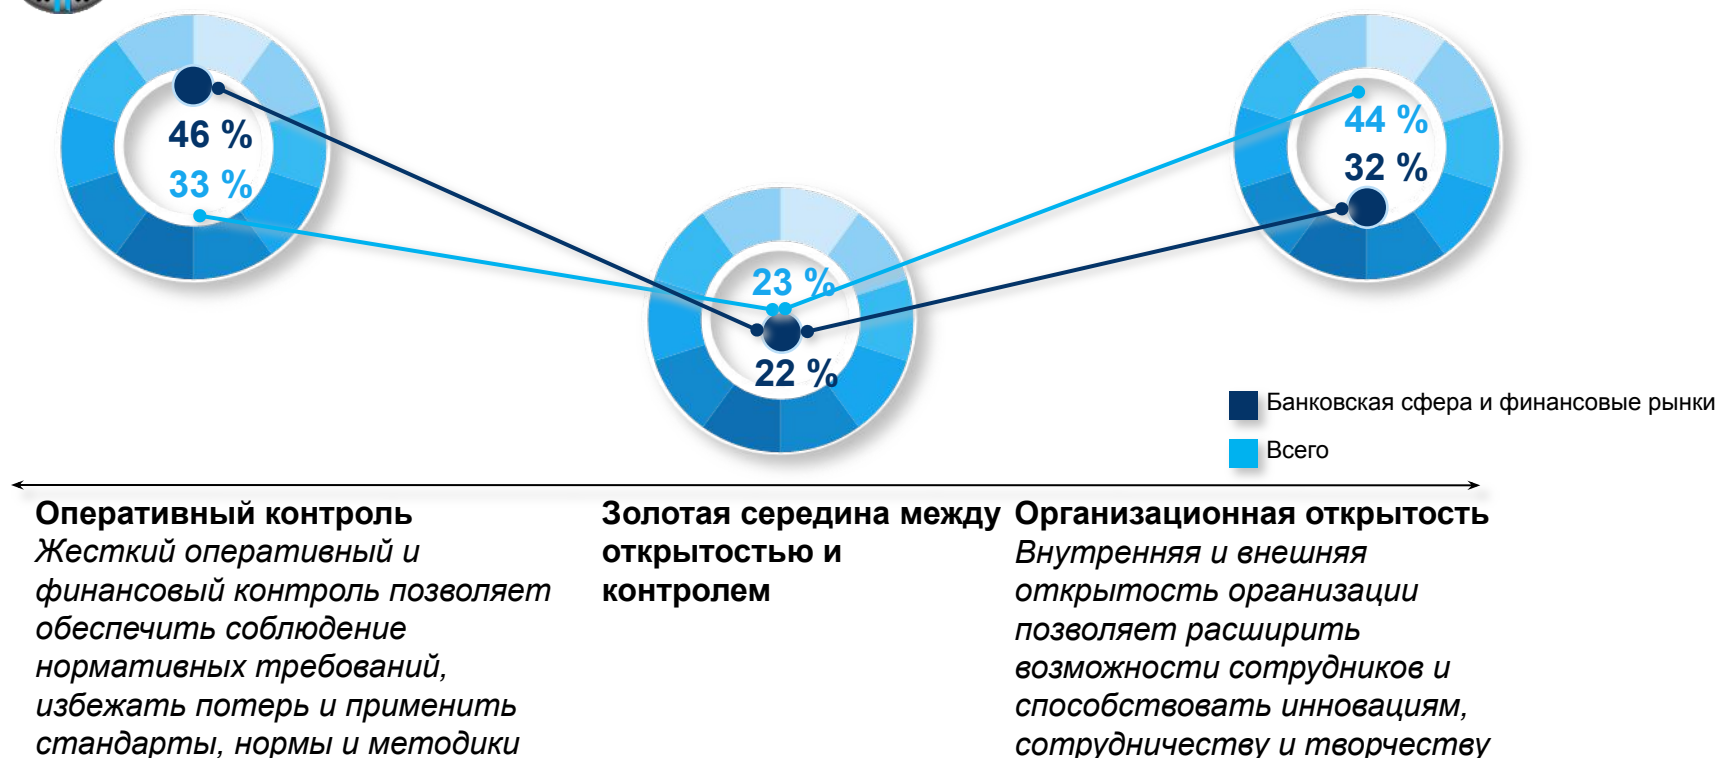 46 %
33 %
23 %
22 %
44 %
32 %
Банковская сфера и финансовые рынки
Всего
Оперативный контроль
Жесткий оперативный и
финансовый контроль позволяет
обеспечить соблюдение
нормативных требований,
избежать потерь и применить
стандарты, нормы и методики
Золотая середина между
открытостью и
контролем
Организационная открытость
Внутренняя и внешняя
открытость организации
позволяет расширить
возможности сотрудников и
способствовать инновациям,
сотрудничеству и творчеству